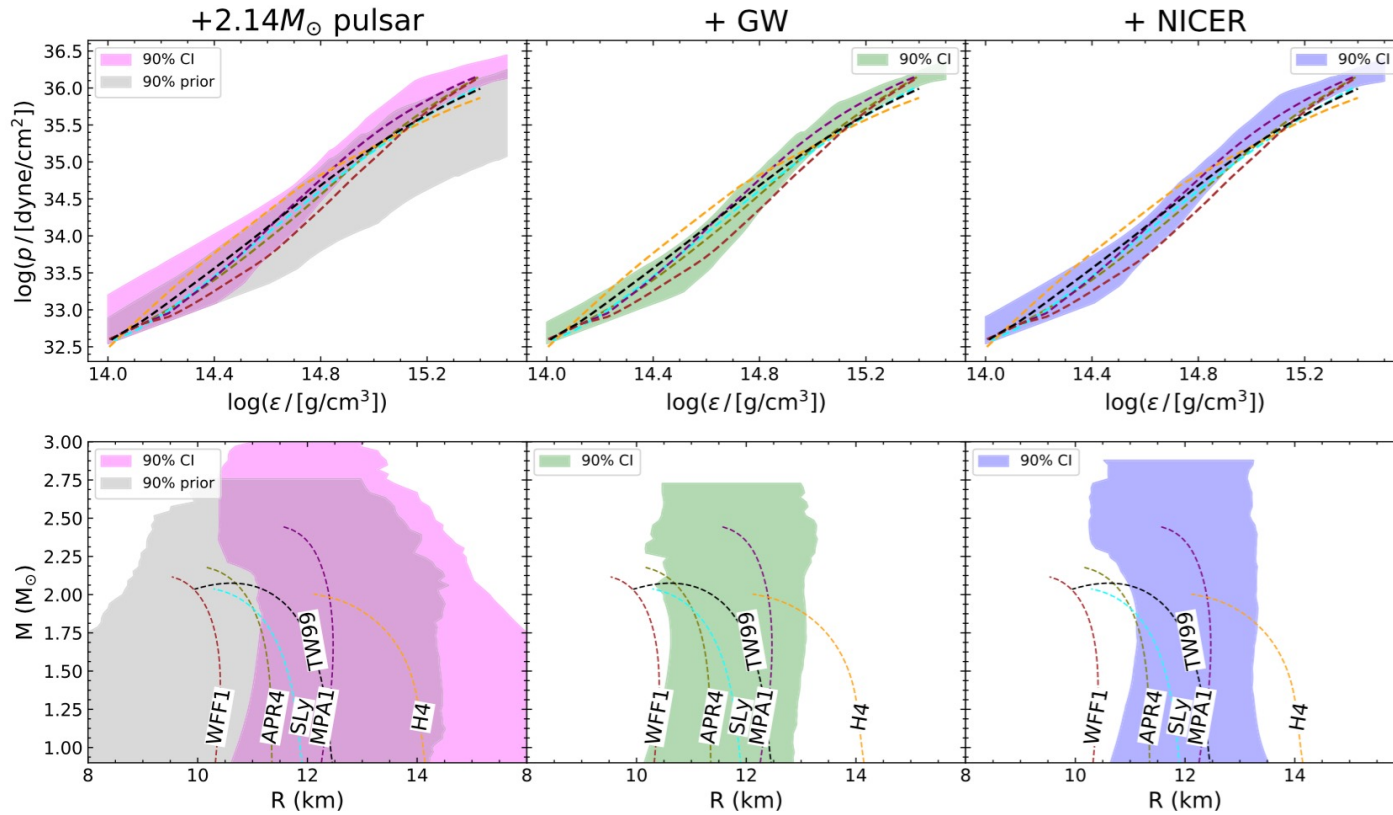 +2.14M⊙ pulsar
+ GW
+ NICER
90% CI
90% prior
90% CI
90% CI
36.5
36.0
35.5
35.0
34.5
34.0
33.5
33.0
32.5
log(p / [dyne/cm²])
14.0 14.4 14.8 15.2
14.0 14.4 14.8 15.2
14.0 14.4 14.8 15.2
log(ε / [g/cm³])
log(ε / [g/cm³])
log(ε / [g/cm³])
90% CI
90% prior
90% CI
90% CI
3.00
2.75
2.50
2.25
2.00
1.75
1.50
1.25
1.00
M (M⊙)
WFF1
APR4
SLy
MPA1
TW99
H4
WFF1
APR4
SLy
MPA1
TW99
H4
WFF1
APR4
SLy
MPA1
TW99
H4
8 10 12 14 8 10 12 14 8 10 12 14
R (km)
R (km)
R (km)